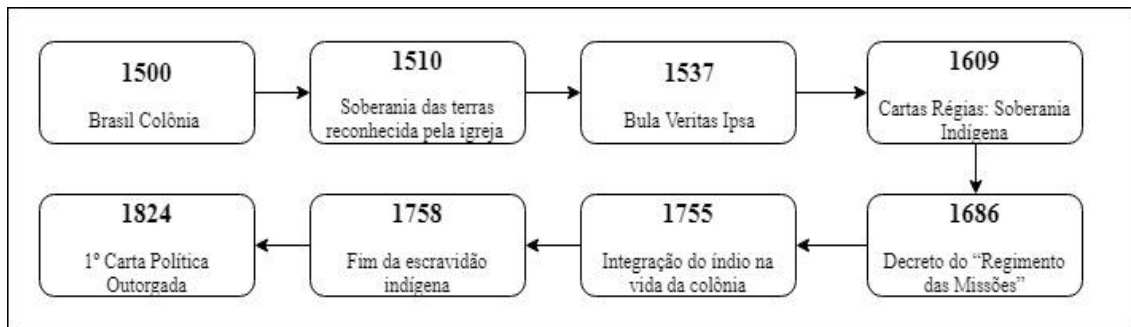 1500
Brasil Colônia
1510
Soberania das terras
reconhecida pela igreja
1537
Bula Veritas Ipsa
1609
Cartas Régias: Soberania
Indígena
1686
Decreto do “Regimento
das Missões”
1755
Integração do índio na
vida da colônia
1758
Fim da escravidão
indígena
1824
1º Carta Política
Outorgada